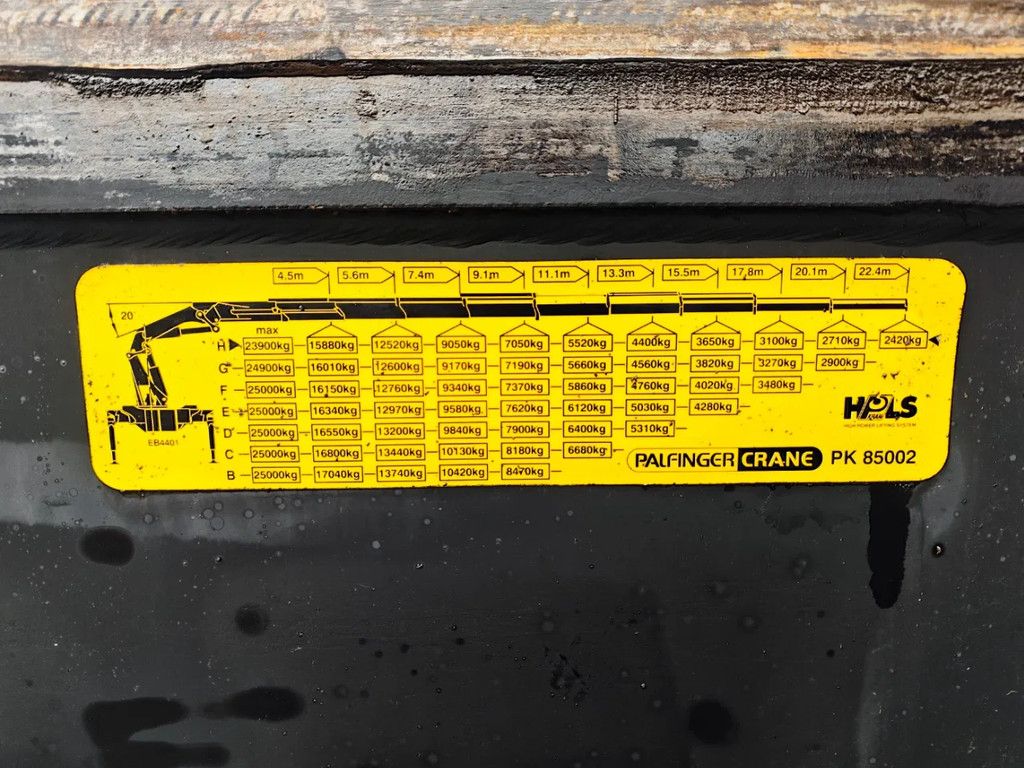 4.5m 5.6m 7.4m 9.1m 11.1m 13.3m 15.5m 17.8m 20.1m 22.4m
20
max
H 23900kg 15880kg 12520kg 9050kg 7050kg 5520kg 4400kg 3650kg 3100kg 2710kg 2420kg
G 24900kg 16010kg 12600kg 9170kg 7190kg 5660kg 4560kg 3820kg 3270kg 2900kg
F 25000kg 16150kg 12760kg 9340kg 7370kg 5860kg 4760kg 4020kg 3480kg
E 25000kg 16340kg 12970kg 9580kg 7620kg 6120kg 5030kg 4280kg
D 25000kg 16550kg 13200kg 9840kg 7900kg 6400kg 5310kg
C 25000kg 16800kg 13440kg 10130kg 8180kg 6680kg
B 25000kg 17040kg 13740kg 10420kg 8470kg
EB4401
HPLS
HIGH POWER LIFTING SYSTEM
PALFINGER CRANE PK 85002